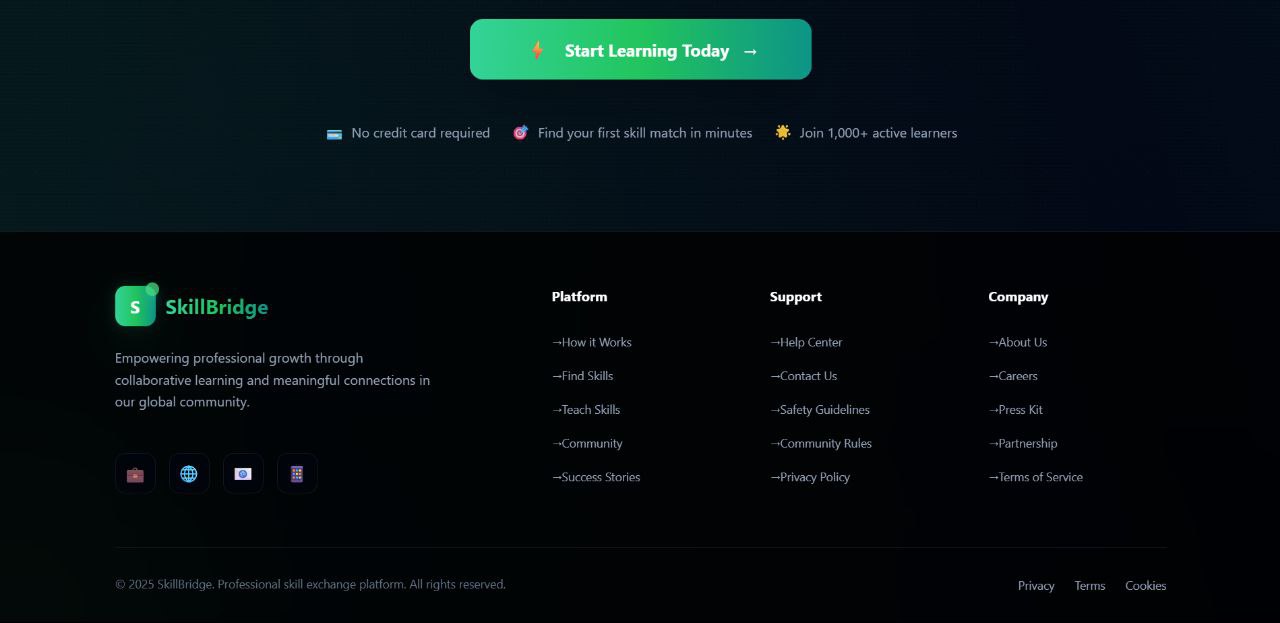 ⚡ Start Learning Today →
💳 No credit card required 🎯 Find your first skill match in minutes 🌟 Join 1,000+ active learners
S SkillBridge
Empowering professional growth through
collaborative learning and meaningful connections in
our global community.
Platform
→How it Works
→Find Skills
→Teach Skills
→Community
→Success Stories
Support
→Help Center
→Contact Us
→Safety Guidelines
→Community Rules
→Privacy Policy
Company
→About Us
→Careers
→Press Kit
→Partnership
→Terms of Service
© 2025 SkillBridge. Professional skill exchange platform. All rights reserved.
Privacy Terms Cookies